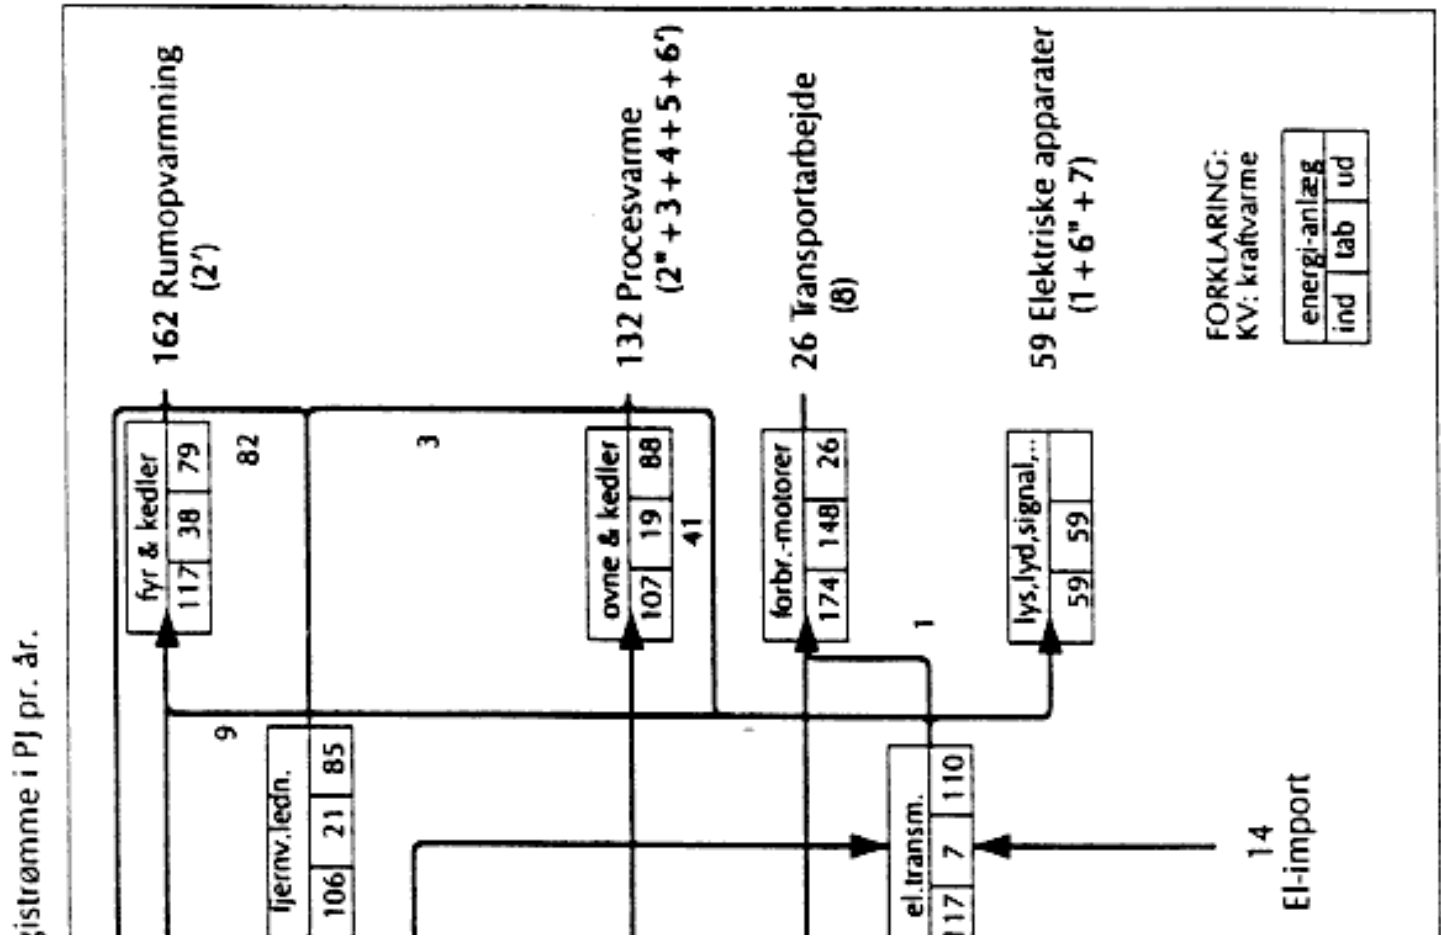 gistrømme i PJ pr. år.
fyr & kedler
117 38 79
162 Rumopvarmning
(2')
82
3
9
fjernv.ledn.
106 21 85
ovne & kedler
107 19 88
132 Procesvarme
(2" + 3 + 4 + 5 + 6')
41
forbr.-motorer
174 148 26
26 Transportarbejde
(8)
1
lys,lyd,signal,..
59 59
59 Elektriske apparater
(1 + 6" + 7)
el.transm.
117 7 110
14
El-import
FORKLARING:
KV: kraftvarme
energi-anlæg
ind tab ud